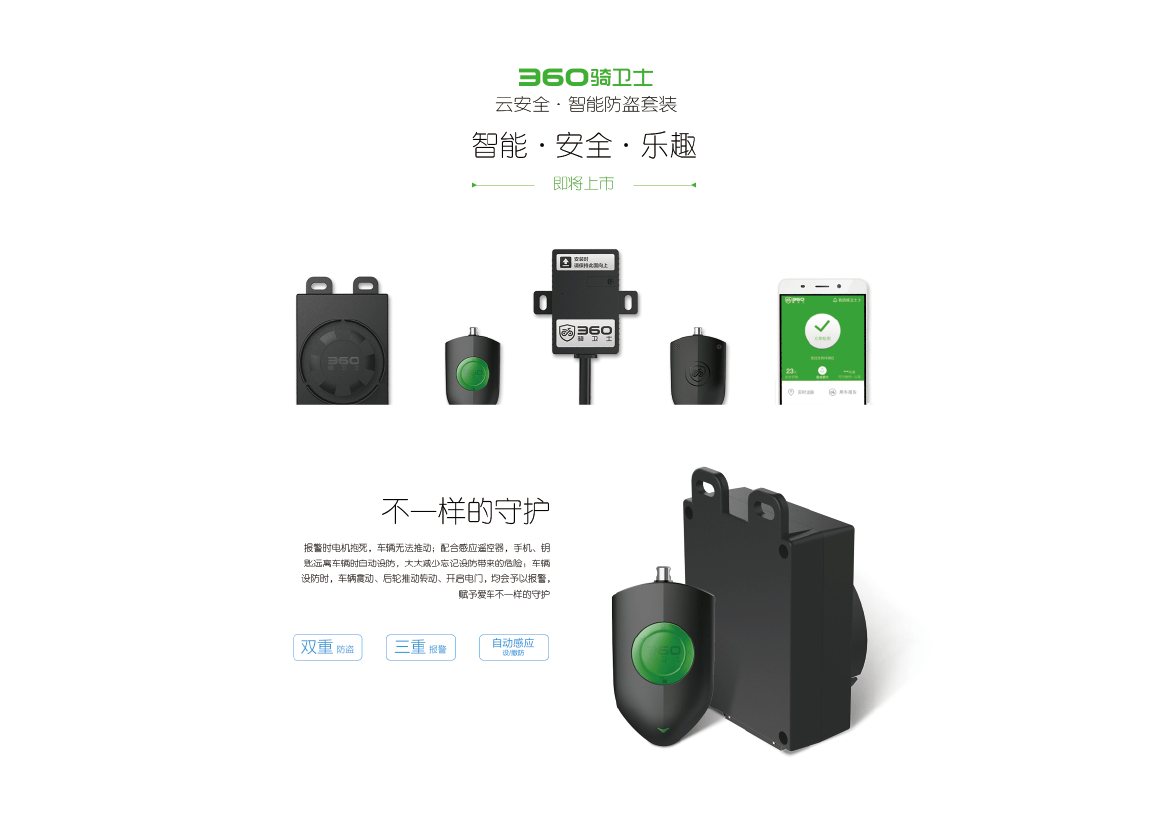 360骑卫士
云安全·智能防盗套装
智能·安全·乐趣
即将上市
安装时
请保持此面向上
360
骑卫士
360
360
23
不一样的守护
报警时电机抱死，车辆无法推动；配合感应遥控器，手机、钥
匙远离车辆时自动设防，大大减少忘记设防带来的危险；车辆
设防时，车辆震动、后轮推动转动、开启电门，均会予以报警，
赋予爱车不一样的守护
双重 防盗
三重 报警
自动感应
设/撤防
360